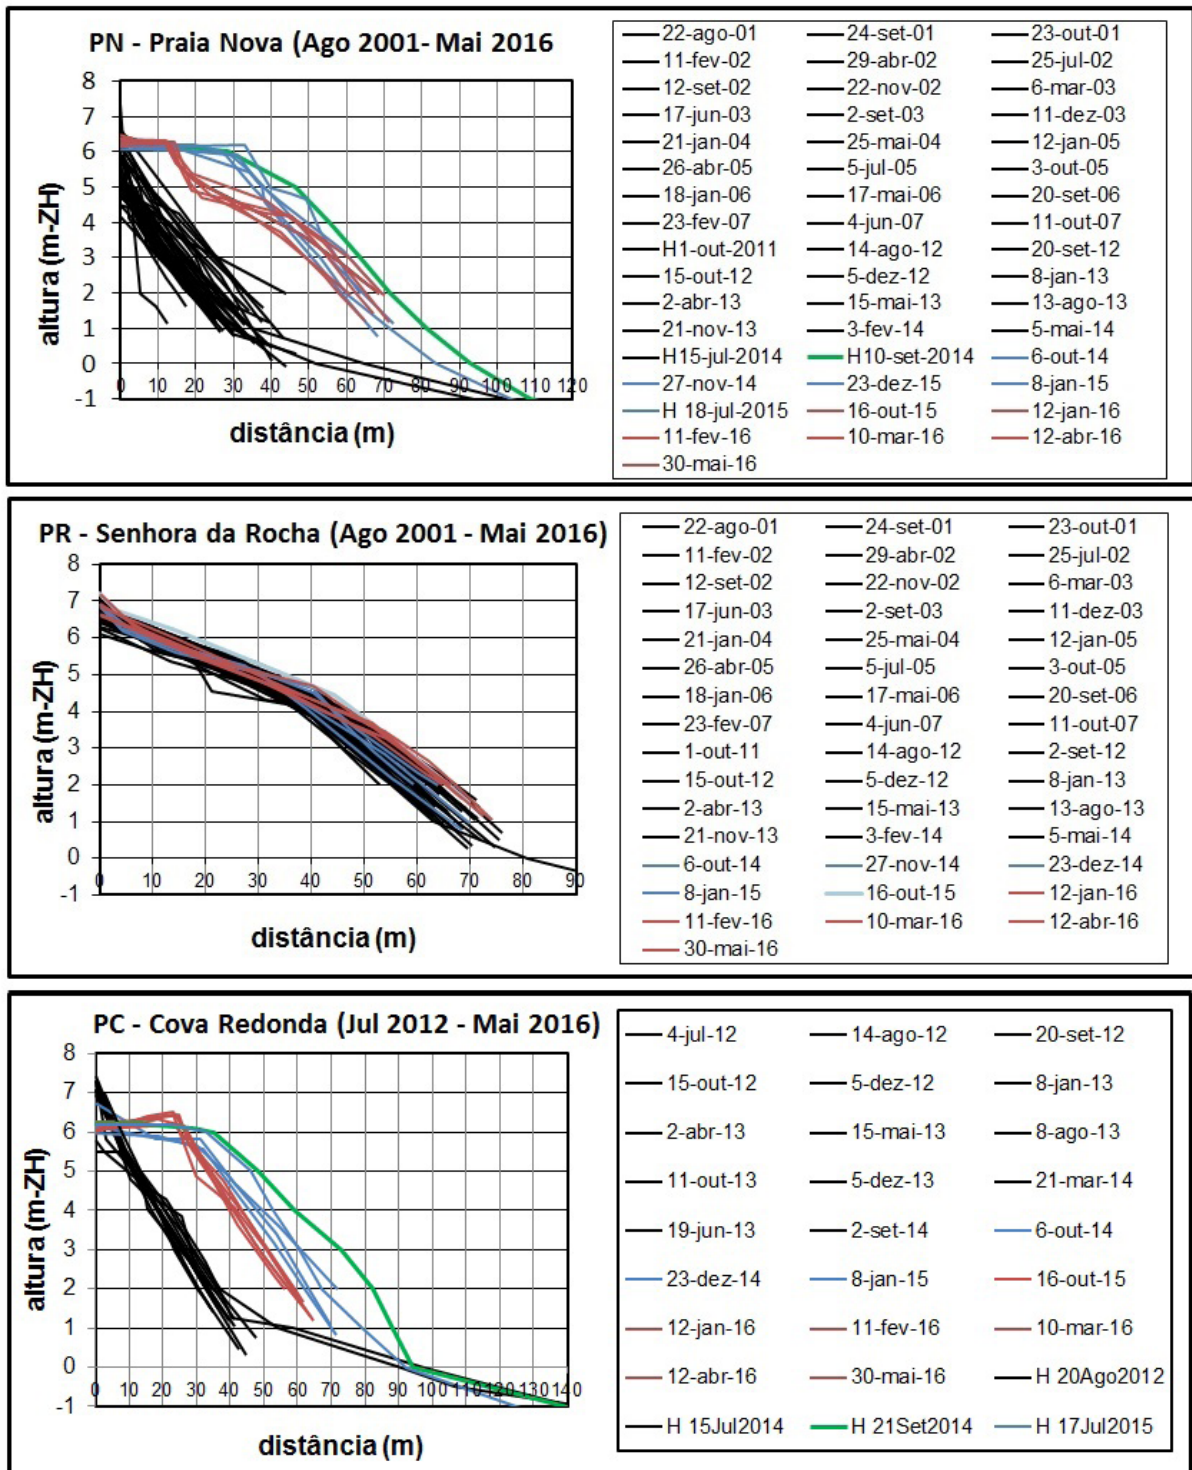 PN - Praia Nova (Ago 2001- Mai 2016
8
7
6
5
4
3
2
1
0
-1
altura (m-ZH)
0 10 20 30 40 50 60 70 80 90 100 110 120
distância (m)
22-ago-01 24-set-01 23-out-01
11-fev-02 29-abr-02 25-jul-02
12-set-02 22-nov-02 6-mar-03
17-jun-03 2-set-03 11-dez-03
21-jan-04 25-mai-04 12-jan-05
26-abr-05 5-jul-05 3-out-05
18-jan-06 17-mai-06 20-set-06
23-fev-07 4-jun-07 11-out-07
H1-out-2011 14-ago-12 20-set-12
15-out-12 5-dez-12 8-jan-13
2-abr-13 15-mai-13 13-ago-13
21-nov-13 3-fev-14 5-mai-14
H15-jul-2014 H10-set-2014 6-out-14
27-nov-14 23-dez-15 8-jan-15
H 18-jul-2015 16-out-15 12-jan-16
11-fev-16 10-mar-16 12-abr-16
30-mai-16
PR - Senhora da Rocha (Ago 2001 - Mai 2016)
8
7
6
5
4
3
2
1
0
-1
altura (m-ZH)
0 10 20 30 40 50 60 70 80 90
distância (m)
22-ago-01 24-set-01 23-out-01
11-fev-02 29-abr-02 25-jul-02
12-set-02 22-nov-02 6-mar-03
17-jun-03 2-set-03 11-dez-03
21-jan-04 25-mai-04 12-jan-05
26-abr-05 5-jul-05 3-out-05
18-jan-06 17-mai-06 20-set-06
23-fev-07 4-jun-07 11-out-07
1-out-11 14-ago-12 2-set-12
15-out-12 5-dez-12 8-jan-13
2-abr-13 15-mai-13 13-ago-13
21-nov-13 3-fev-14 5-mai-14
6-out-14 27-nov-14 23-dez-14
8-jan-15 16-out-15 12-jan-16
11-fev-16 10-mar-16 12-abr-16
30-mai-16
PC - Cova Redonda (Jul 2012 - Mai 2016)
8
7
6
5
4
3
2
1
0
-1
altura (m-ZH)
0 10 20 30 40 50 60 70 80 90 100 110 120 130 140
distância (m)
4-jul-12 14-ago-12 20-set-12
15-out-12 5-dez-12 8-jan-13
2-abr-13 15-mai-13 8-ago-13
11-out-13 5-dez-13 21-mar-14
19-jun-13 2-set-14 6-out-14
23-dez-14 8-jan-15 16-out-15
12-jan-16 11-fev-16 10-mar-16
12-abr-16 30-mai-16 H 20Ago2012
H 15Jul2014 H 21Set2014 H 17Jul2015